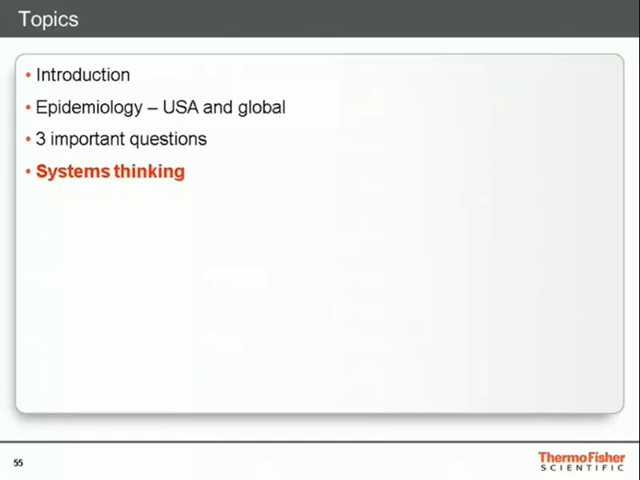 Topics
• Introduction
• Epidemiology – USA and global
• 3 important questions
• Systems thinking
55
ThermoFisher
SCIENTIFIC